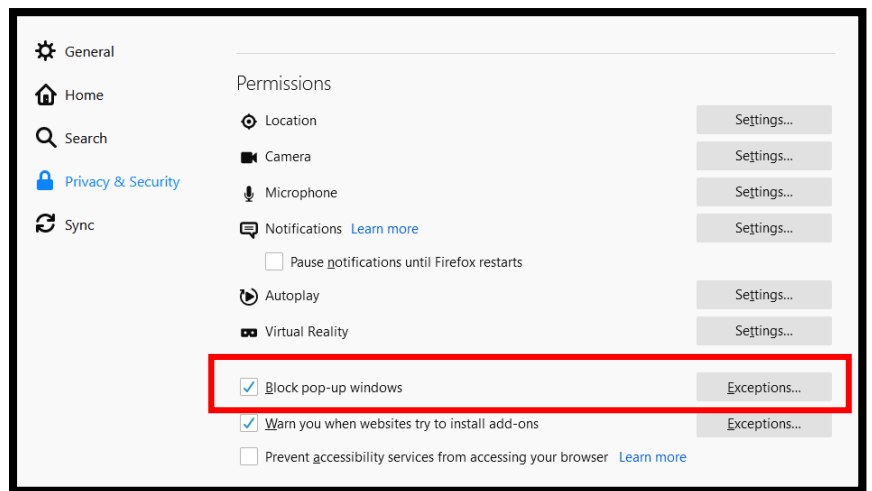 General
Home
Search
Privacy & Security
Sync
Permissions
Location Settings...
Camera Settings...
Microphone Settings...
Notifications Learn more Settings...
Pause notifications until Firefox restarts
Autoplay Settings...
Virtual Reality Settings...
Block pop-up windows Exceptions...
Warn you when websites try to install add-ons Exceptions...
Prevent accessibility services from accessing your browser Learn more